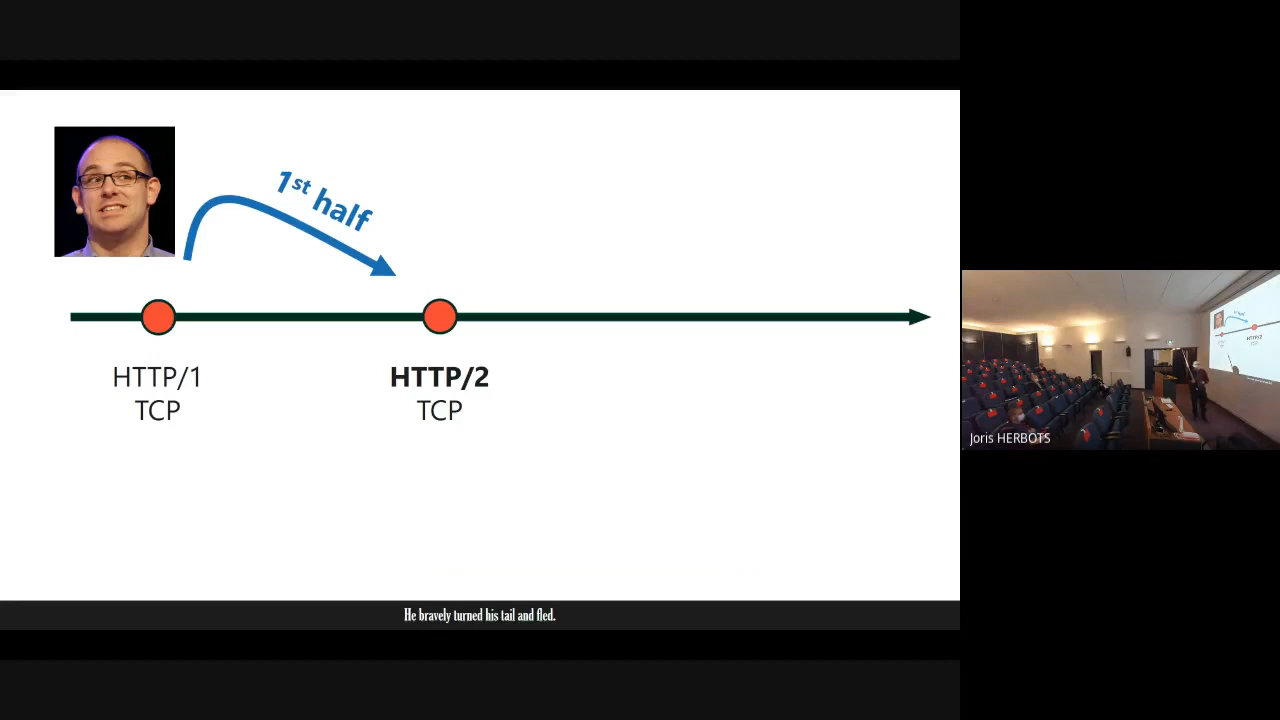 1st half
HTTP/1
TCP
HTTP/2
TCP
He bravely turned his tail and fled.
Joris HERBOTS